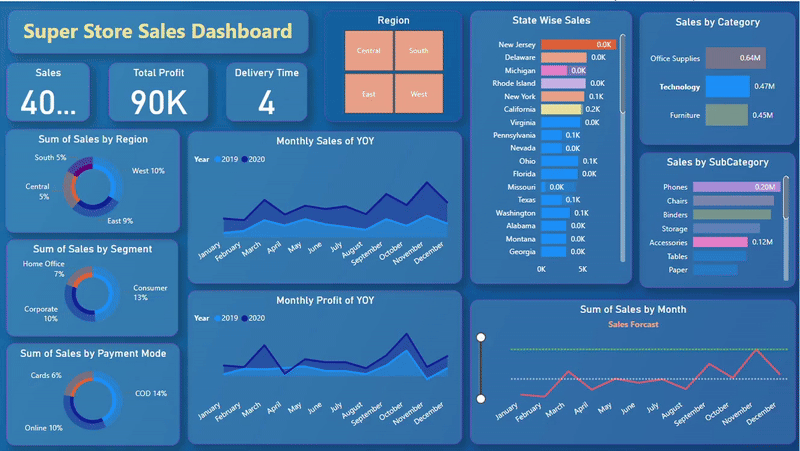 Super Store Sales Dashboard
Sales
40...
Total Profit
90K
Delivery Time
4
Region
Central
South
East
West
State Wise Sales
New Jersey 0.0K
Delaware 0.0K
Michigan 0.0K
Rhode Island 0.0K
New York 0.1K
California 0.2K
Virginia 0.0K
Pennsylvania 0.1K
Nevada 0.0K
Ohio 0.1K
Florida 0.0K
Missouri 0.0K
Texas 0.1K
Washington 0.1K
Alabama 0.0K
Montana 0.0K
Georgia 0.0K
0K 5K
Sales by Category
Office Supplies 0.64M
Technology 0.47M
Furniture 0.45M
Sum of Sales by Region
South 5%
West 10%
Central
5%
East 9%
Monthly Sales of YOY
Year 2019 2020
January
February
March
April
May
June
July
August
September
October
November
December
Sales by SubCategory
Phones 0.20M
Chairs
Binders
Storage
Accessories 0.12M
Tables
Paper
Sum of Sales by Segment
Home Office
7%
Consumer
13%
Corporate
10%
Monthly Profit of YOY
Year 2019 2020
January
February
March
April
May
June
July
August
September
October
November
December
Sum of Sales by Month
Sales Forcast
January
February
March
April
May
June
July
August
September
October
November
December
Sum of Sales by Payment Mode
Cards 6%
COD 14%
Online 10%